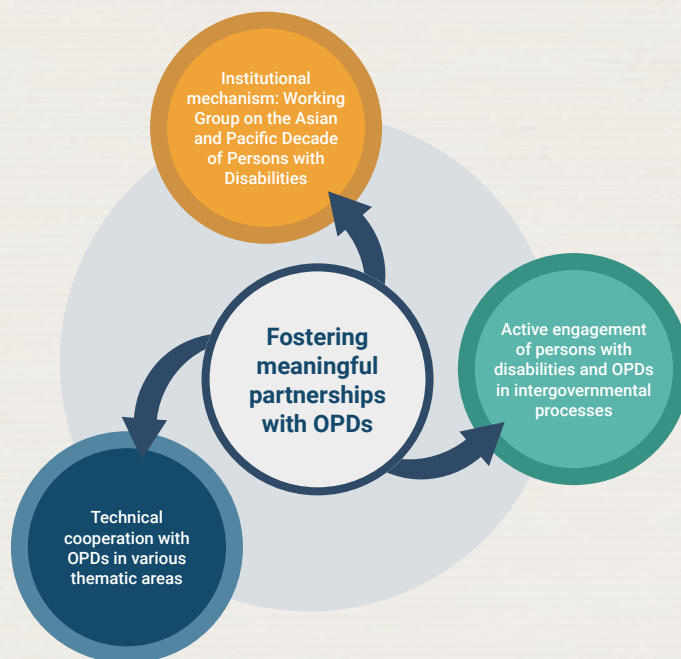 Institutional
mechanism: Working
Group on the Asian
and Pacific Decade
of Persons with
Disabilities
Fostering
meaningful
partnerships
with OPDs
Active engagement
of persons with
disabilities and OPDs
in intergovernmental
processes
Technical
cooperation with
OPDs in various
thematic areas